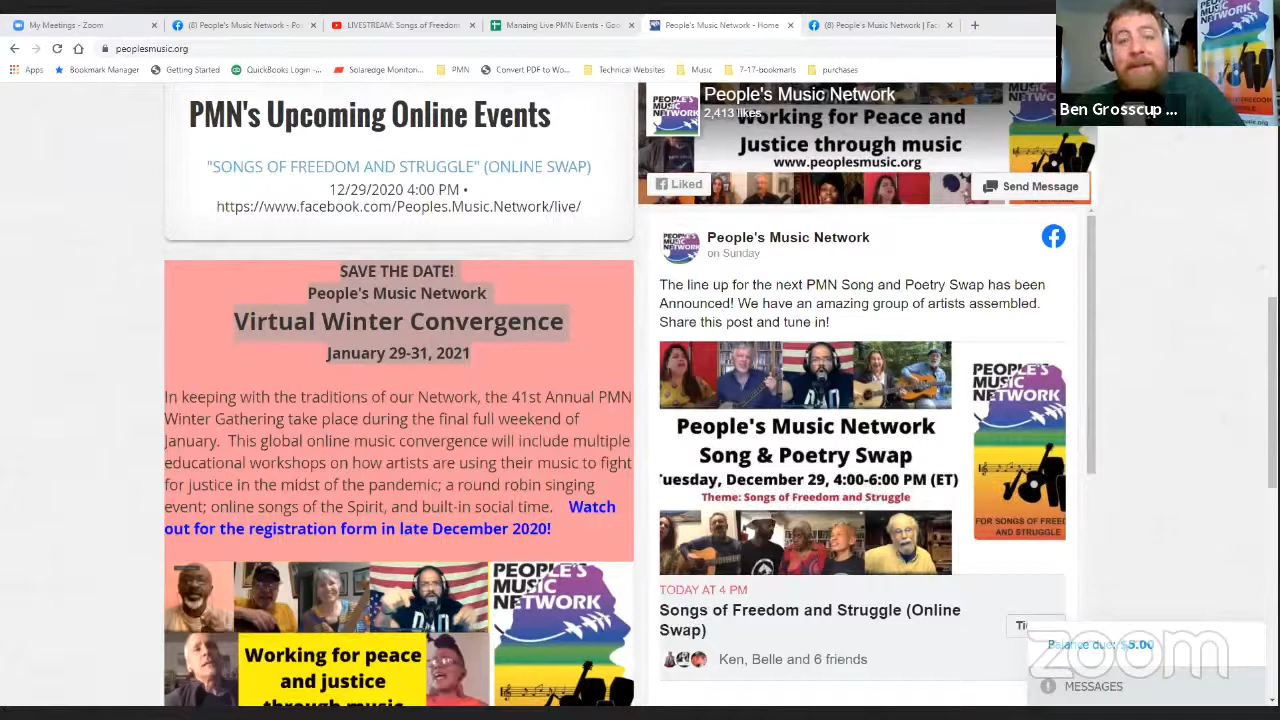 My Meetings - Zoom
(8) People's Music Network - Po
LIVESTREAM: Songs of Freedom
Managing Live PMN Events - Goo
People's Music Network - Home
(8) People's Music Network | Fac
peoplesmusic.org
Apps
Bookmark Manager
Getting Started
QuickBooks Login -...
Solaredge Moniton...
PMN
Convert PDF to Wo...
Technical Websites
Music
7-17-bookmarls
purchases
Ben Grosscup ...
PMN's Upcoming Online Events
"SONGS OF FREEDOM AND STRUGGLE" (ONLINE SWAP)
12/29/2020 4:00 PM •
https://www.facebook.com/Peoples.Music.Network/live/
SAVE THE DATE!
People's Music Network
Virtual Winter Convergence
January 29-31, 2021
In keeping with the traditions of our Network, the 41st Annual PMN
Winter Gathering take place during the final full weekend of
January. This global online music convergence will include multiple
educational workshops on how artists are using their music to fight
for justice in the midst of the pandemic; a round robin singing
event; online songs of the Spirit, and built-in social time. Watch
out for the registration form in late December 2020!
PEOPLE'S
MUSIC
NETWORK
Working for peace
and justice
through music
People's Music Network
2,413 likes
Working for Peace and
Justice through music
www.peoplesmusic.org
Liked
Send Message
People's Music Network
on Sunday
The line up for the next PMN Song and Poetry Swap has been
Announced! We have an amazing group of artists assembled.
Share this post and tune in!
People's Music Network
Song & Poetry Swap
Tuesday, December 29, 4:00-6:00 PM (ET)
Theme: Songs of Freedom and Struggle
PEOPLE'S
MUSIC
NETWORK
FOR SONGS OF FREED
AND STRUGGLE
TODAY AT 4 PM
Songs of Freedom and Struggle (Online
Swap)
Ken, Belle and 6 friends
Balance due: $5.00
zoom
MESSAGES